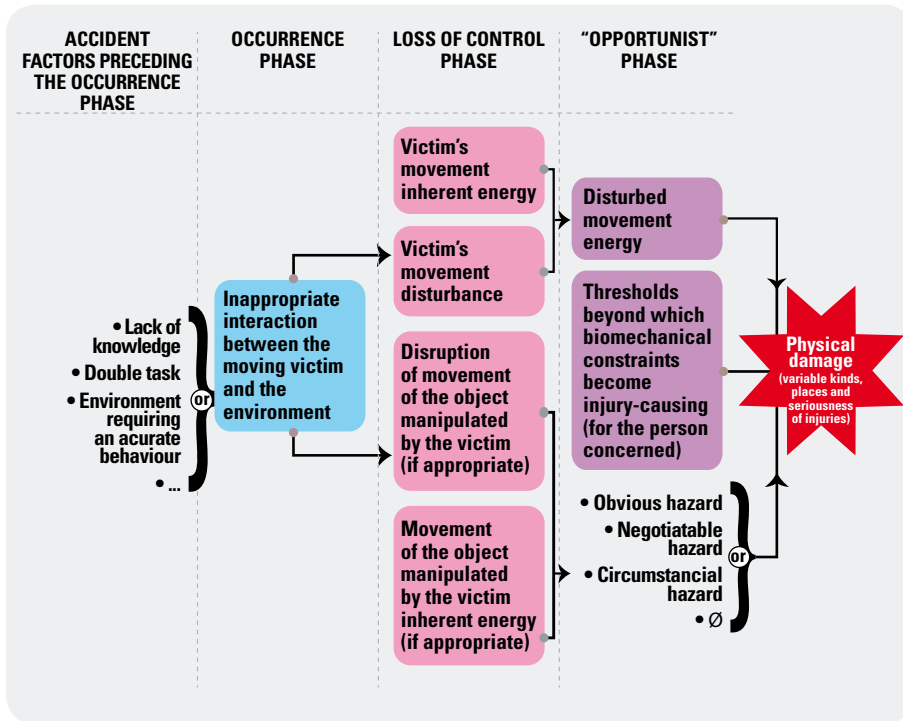 ACCIDENT
FACTORS PRECEDING
THE OCCURRENCE
PHASE
OCCURRENCE
PHASE
LOSS OF CONTROL
PHASE
“OPPORTUNIST”
PHASE
• Lack of
knowledge
• Double task
• Environment
requiring
an acurate
behaviour
• ...
or
Inappropriate
interaction
between the
moving victim
and the
environment
Victim’s
movement
inherent energy
Victim’s
movement
disturbance
Disruption
of movement
of the object
manipulated
by the victim
(if appropriate)
Movement
of the object
manipulated
by the victim
inherent energy
(if appropriate)
Disturbed
movement
energy
Thresholds
beyond which
biomechanical
constraints
become
injury-causing
(for the person
concerned)
• Obvious hazard
• Negotiatable
hazard
• Circumstancial
hazard
• Ø
or
Physical
damage
(variable kinds,
places and
seriousness
of injuries)